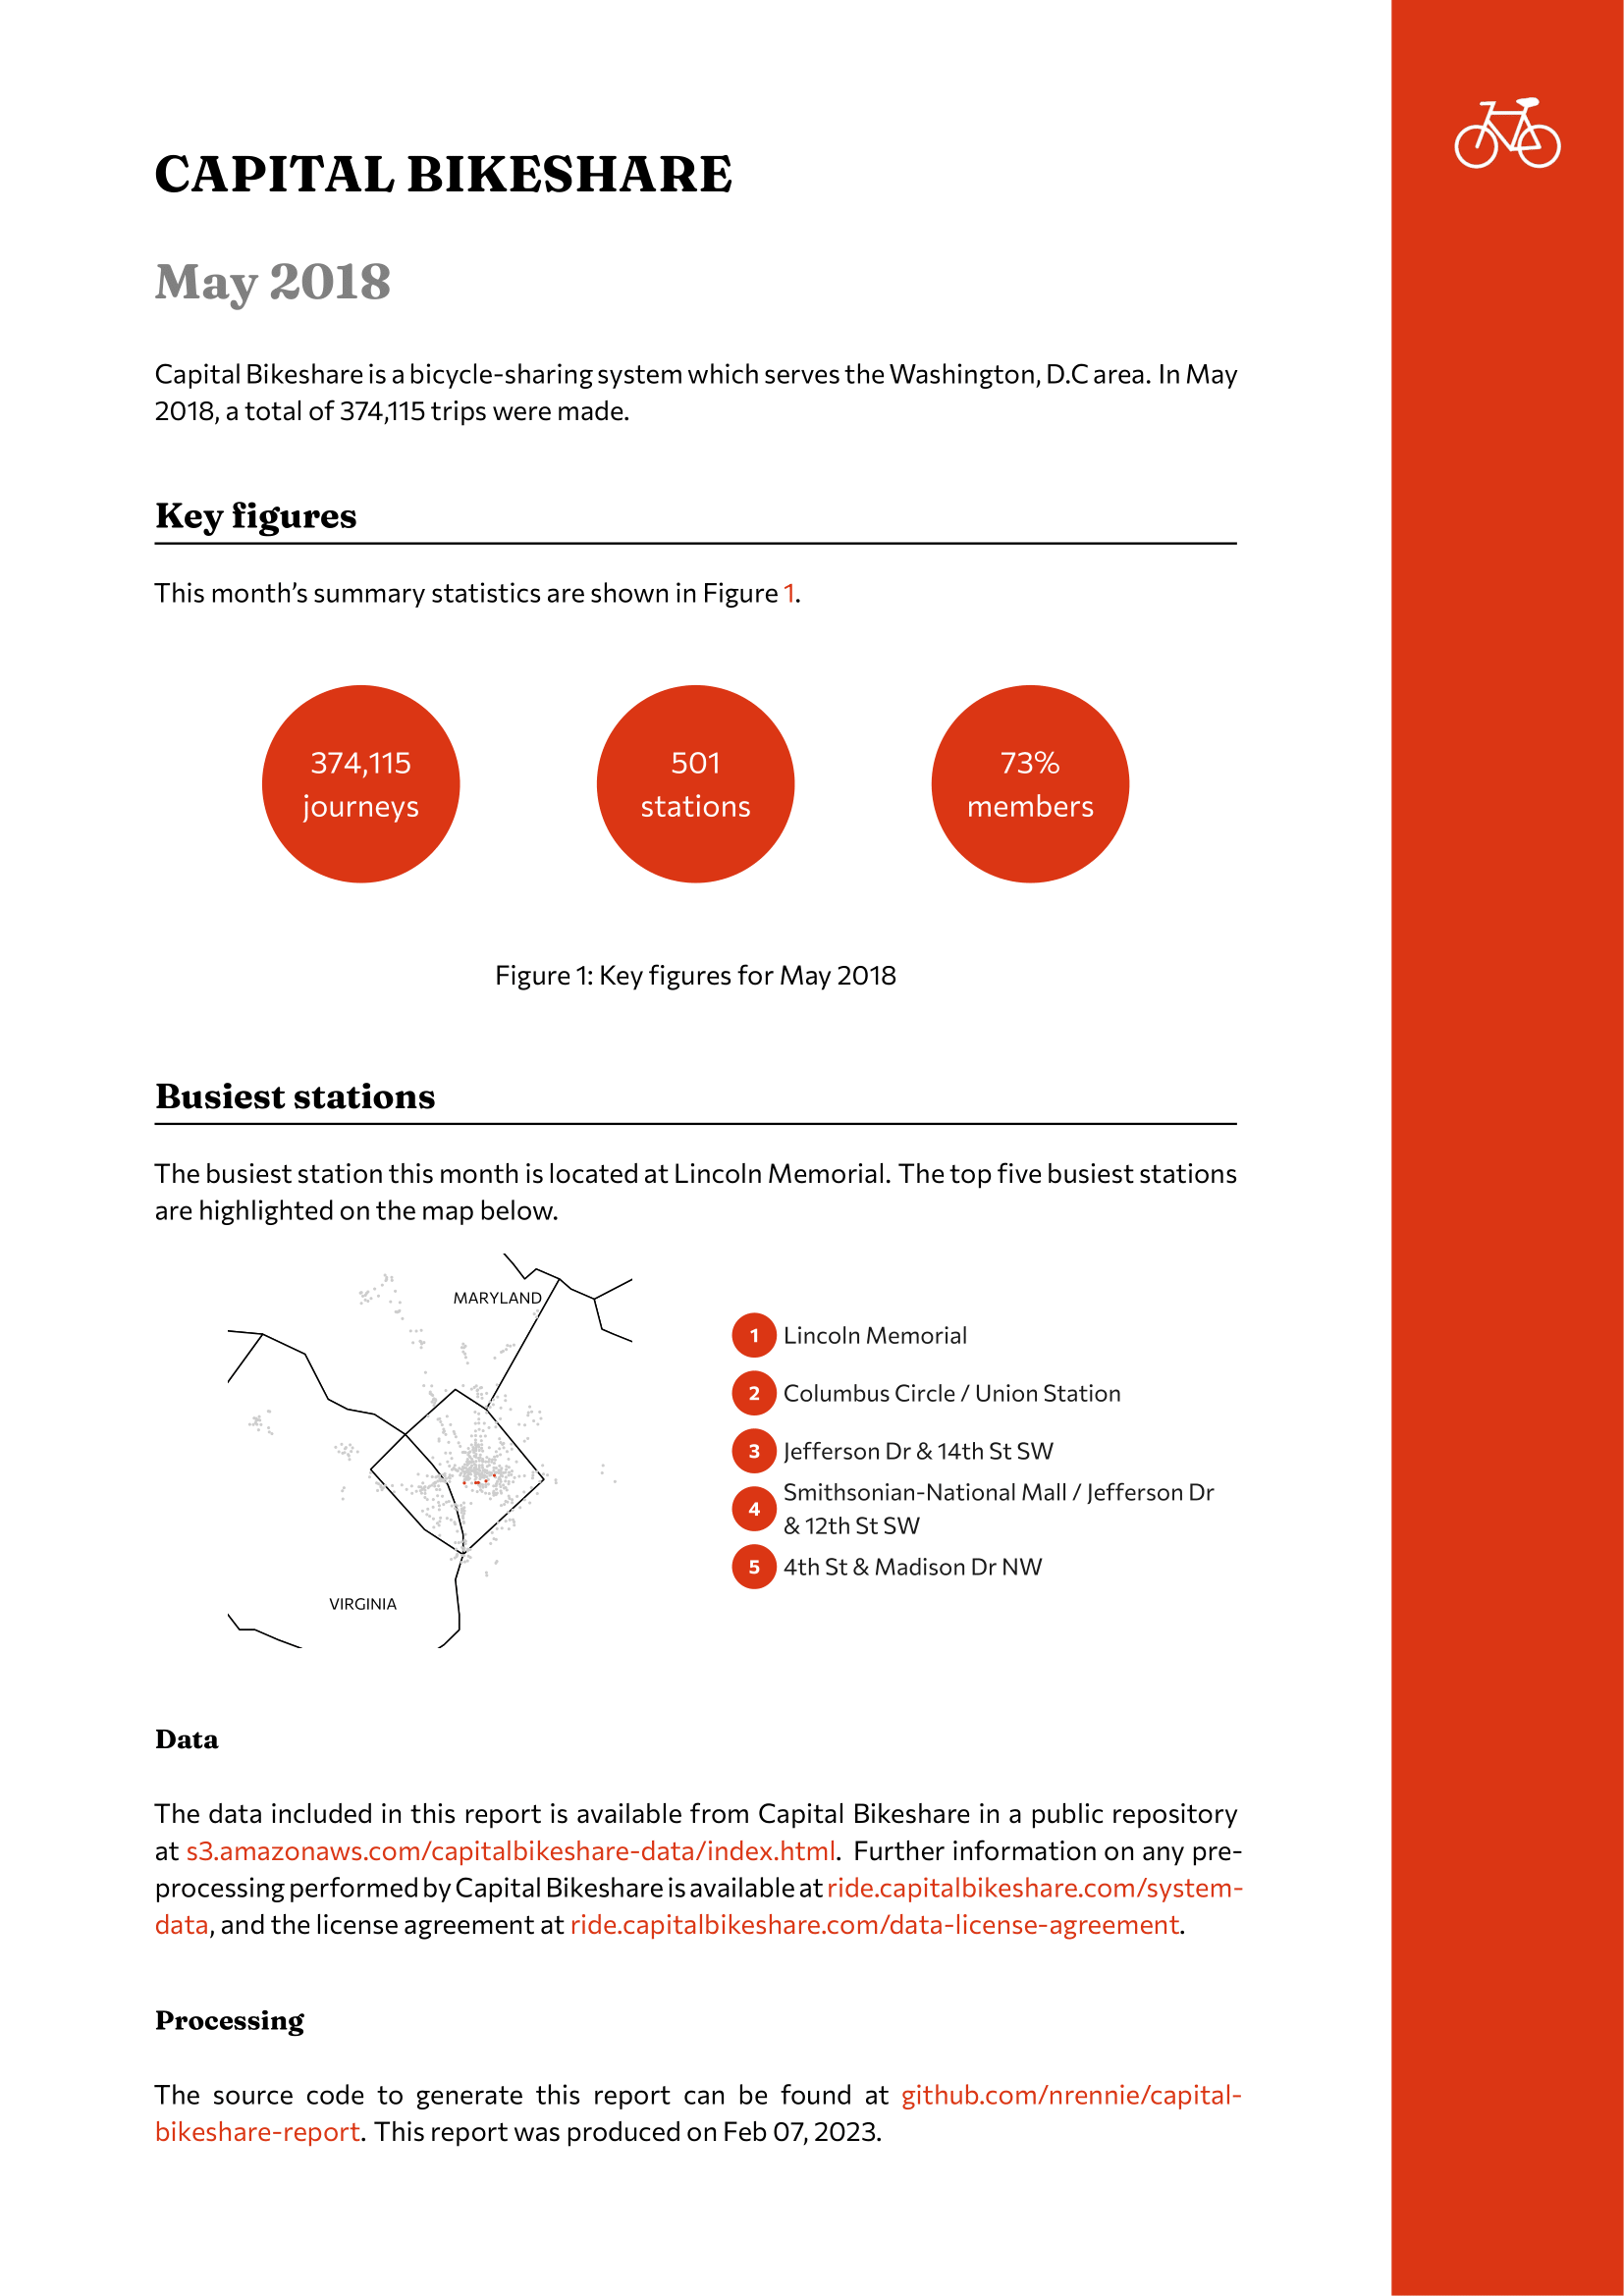 CAPITAL BIKESHARE
May 2018
Capital Bikeshare is a bicycle-sharing system which serves the Washington, D.C area. In May
2018, a total of 374,115 trips were made.
Key figures
This month's summary statistics are shown in Figure 1.
374,115
journeys
501
stations
73%
members
Figure 1: Key figures for May 2018
Busiest stations
The busiest station this month is located at Lincoln Memorial. The top five busiest stations
are highlighted on the map below.
MARYLAND
VIRGINIA
1 Lincoln Memorial
2 Columbus Circle / Union Station
3 Jefferson Dr & 14th St SW
4 Smithsonian-National Mall / Jefferson Dr
& 12th St SW
5 4th St & Madison Dr NW
Data
The data included in this report is available from Capital Bikeshare in a public repository
at s3.amazonaws.com/capitalbikeshare-data/index.html. Further information on any pre-
processing performed by Capital Bikeshare is available at ride.capitalbikeshare.com/system-
data, and the license agreement at ride.capitalbikeshare.com/data-license-agreement.
Processing
The source code to generate this report can be found at github.com/nrennie/capital-
bikeshare-report. This report was produced on Feb 07, 2023.